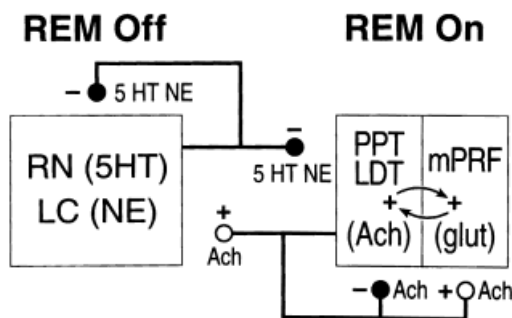 REM Off
REM On
− 5 HT NE
−
5 HT NE
RN (5HT)
LC (NE)
+
Ach
PPT
LDT
+
(Ach)
mPRF
+
(glut)
− Ach + Ach